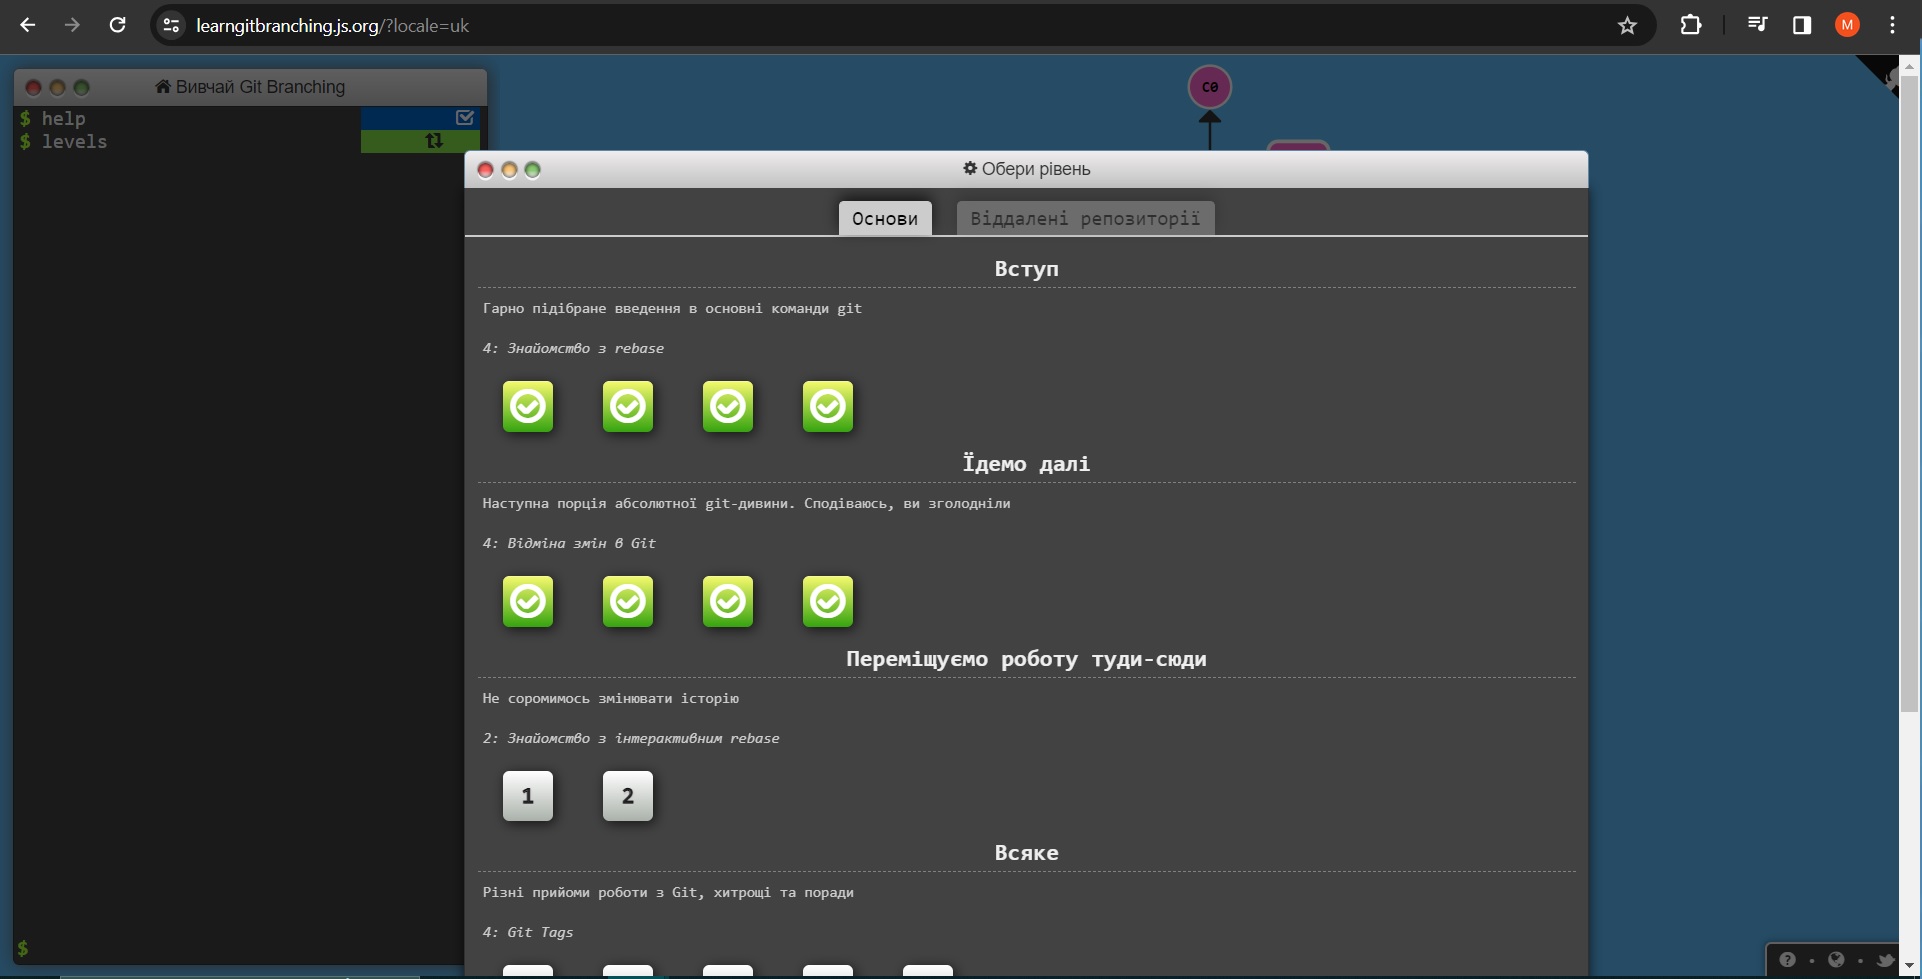 learngitbranching.js.org/?locale=uk
M
Вивчай Git Branching
$ help
$ levels
C0
Обери рівень
Основи
Віддалені репозиторії
Вступ
Гарно підібране введення в основні команди git
4: Знайомство з rebase
Їдемо далі
Наступна порція абсолютної git-дивини. Сподіваюсь, ви зголодніли
4: Відміна змін в Git
Переміщуємо роботу туди-сюди
Не соромимось змінювати історію
2: Знайомство з інтерактивним rebase
1 2
Всяке
Різні прийоми роботи з Git, хитрощі та поради
4: Git Tags
$